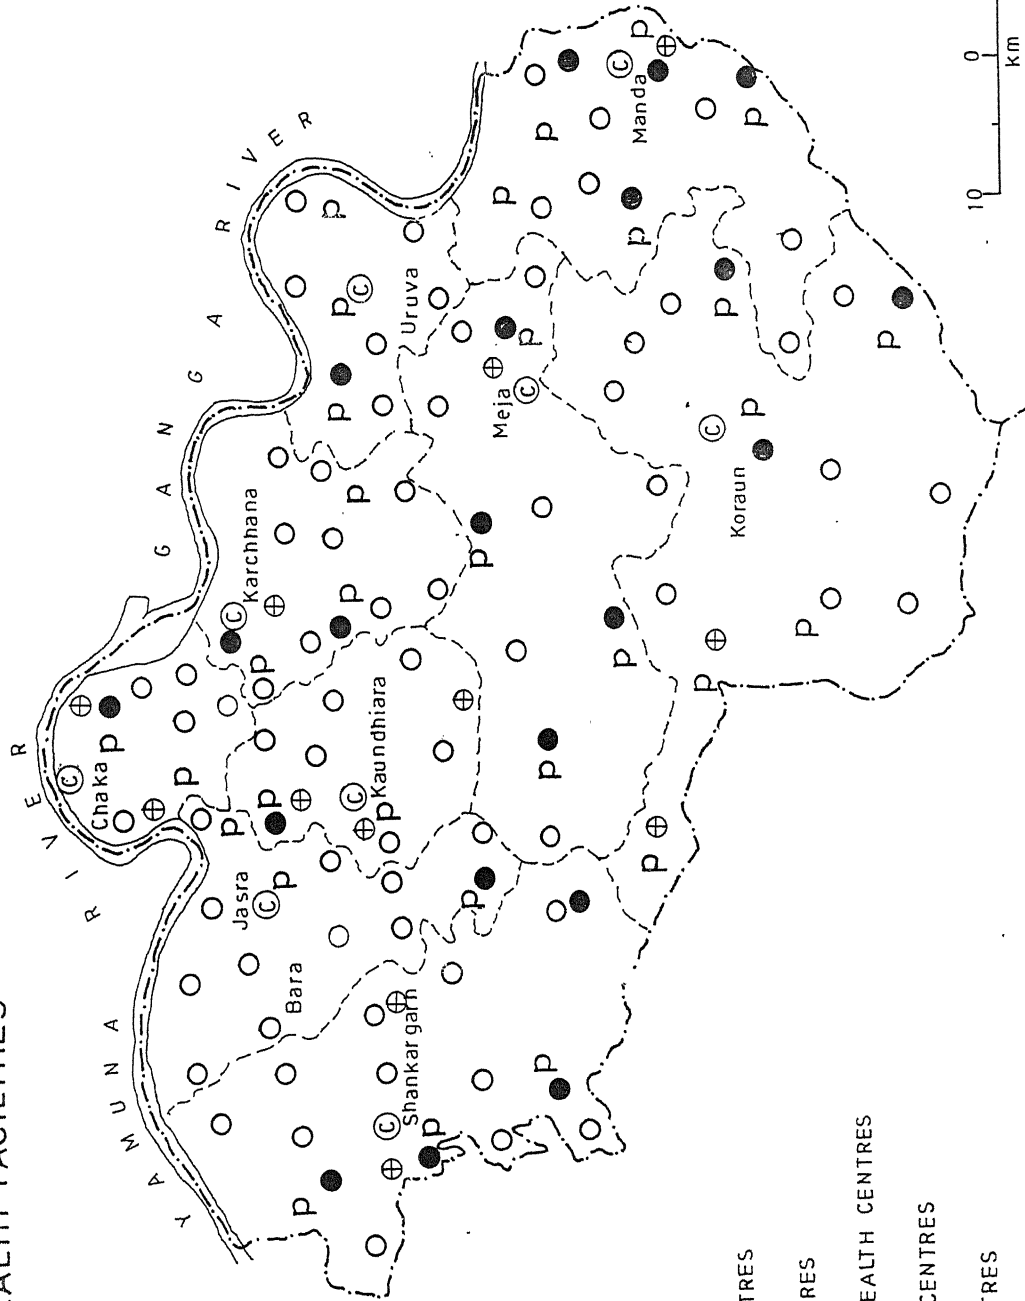 ALTH FACILITIES
YAMUNA RIVER
GANGA RIVER
Chaka
Karchhana
Jasra
Bara
Kaundhiara
Shankargarh
Uruva
Meja
Manda
Koraun
TRES
RES
EALTH CENTRES
CENTRES
TRES
10 0
km